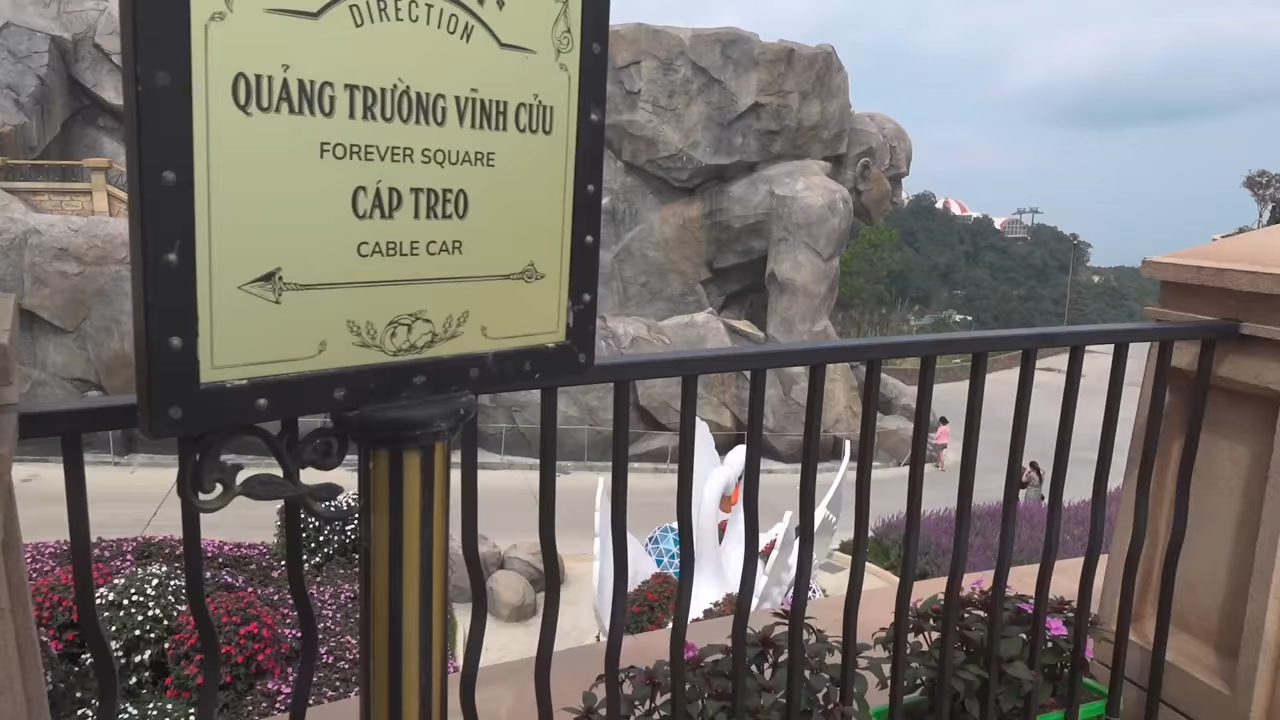 DIRECTION
QUẢNG TRƯỜNG VĨNH CỬU
FOREVER SQUARE
CÁP TREO
CABLE CAR